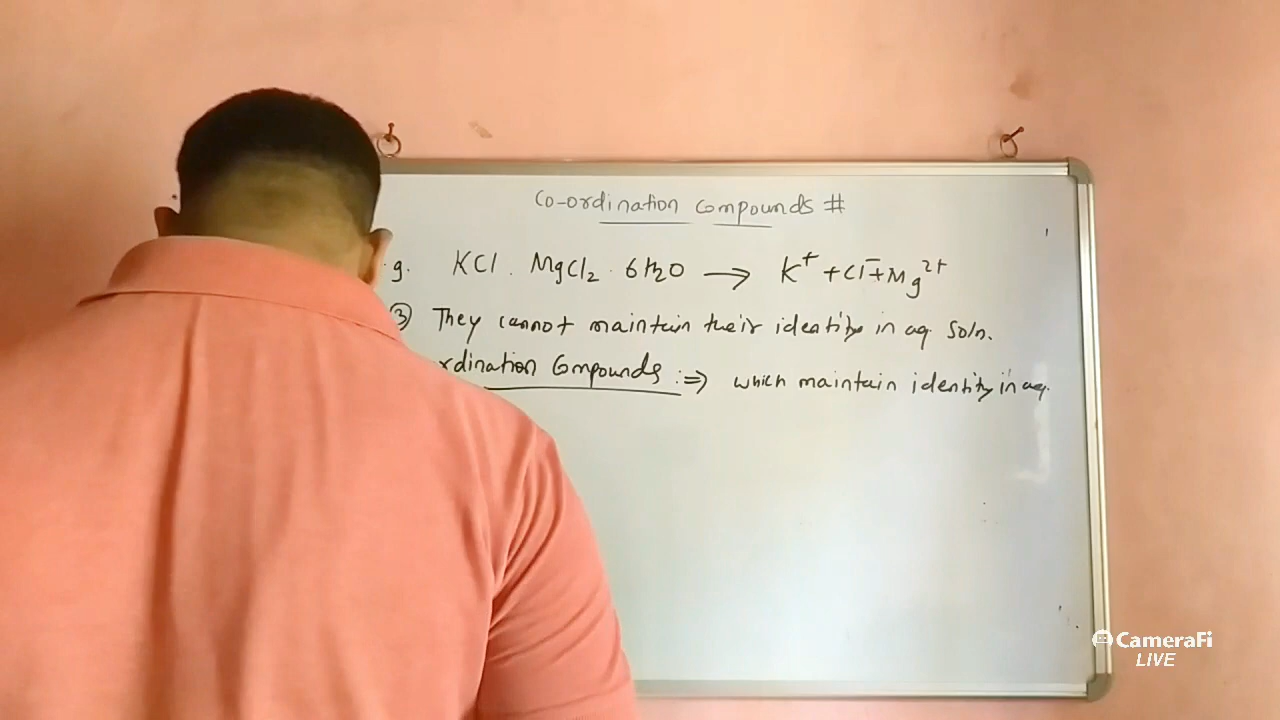 Co-ordination Compounds #
.g. KCl . MgCl₂ . 6H₂O → K⁺ + Cl⁻ + Mg²⁺
③ They cannot maintain their identity in aq. soln.
rdination Compounds :⇒ which maintain identity in aq.
CameraFi
LIVE